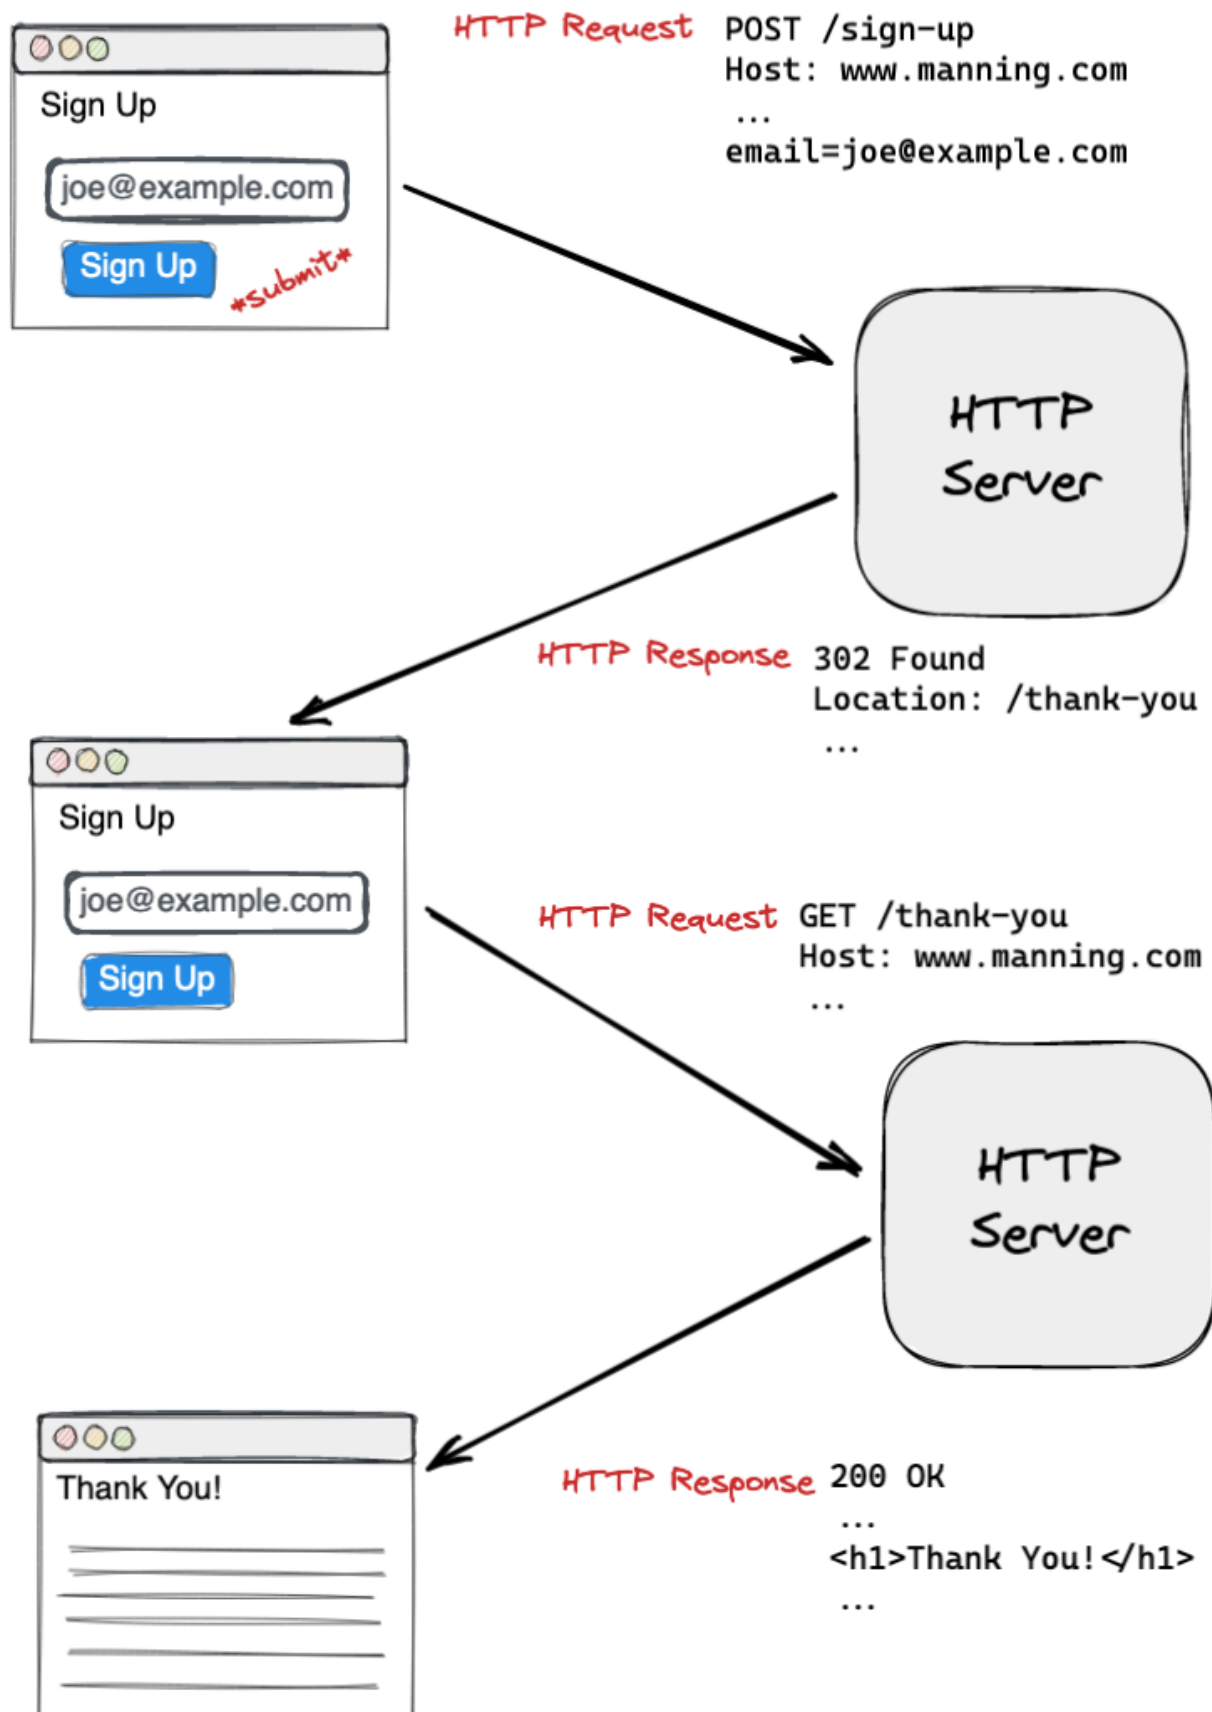 HTTP Request POST /sign-up
Host: www.manning.com
...
email=joe@example.com
Sign Up
joe@example.com
Sign Up
*submit*
HTTP
Server
HTTP Response 302 Found
Location: /thank-you
...
Sign Up
joe@example.com
Sign Up
HTTP Request GET /thank-you
Host: www.manning.com
...
HTTP
Server
HTTP Response 200 OK
...
<h1>Thank You!</h1>
...
Thank You!